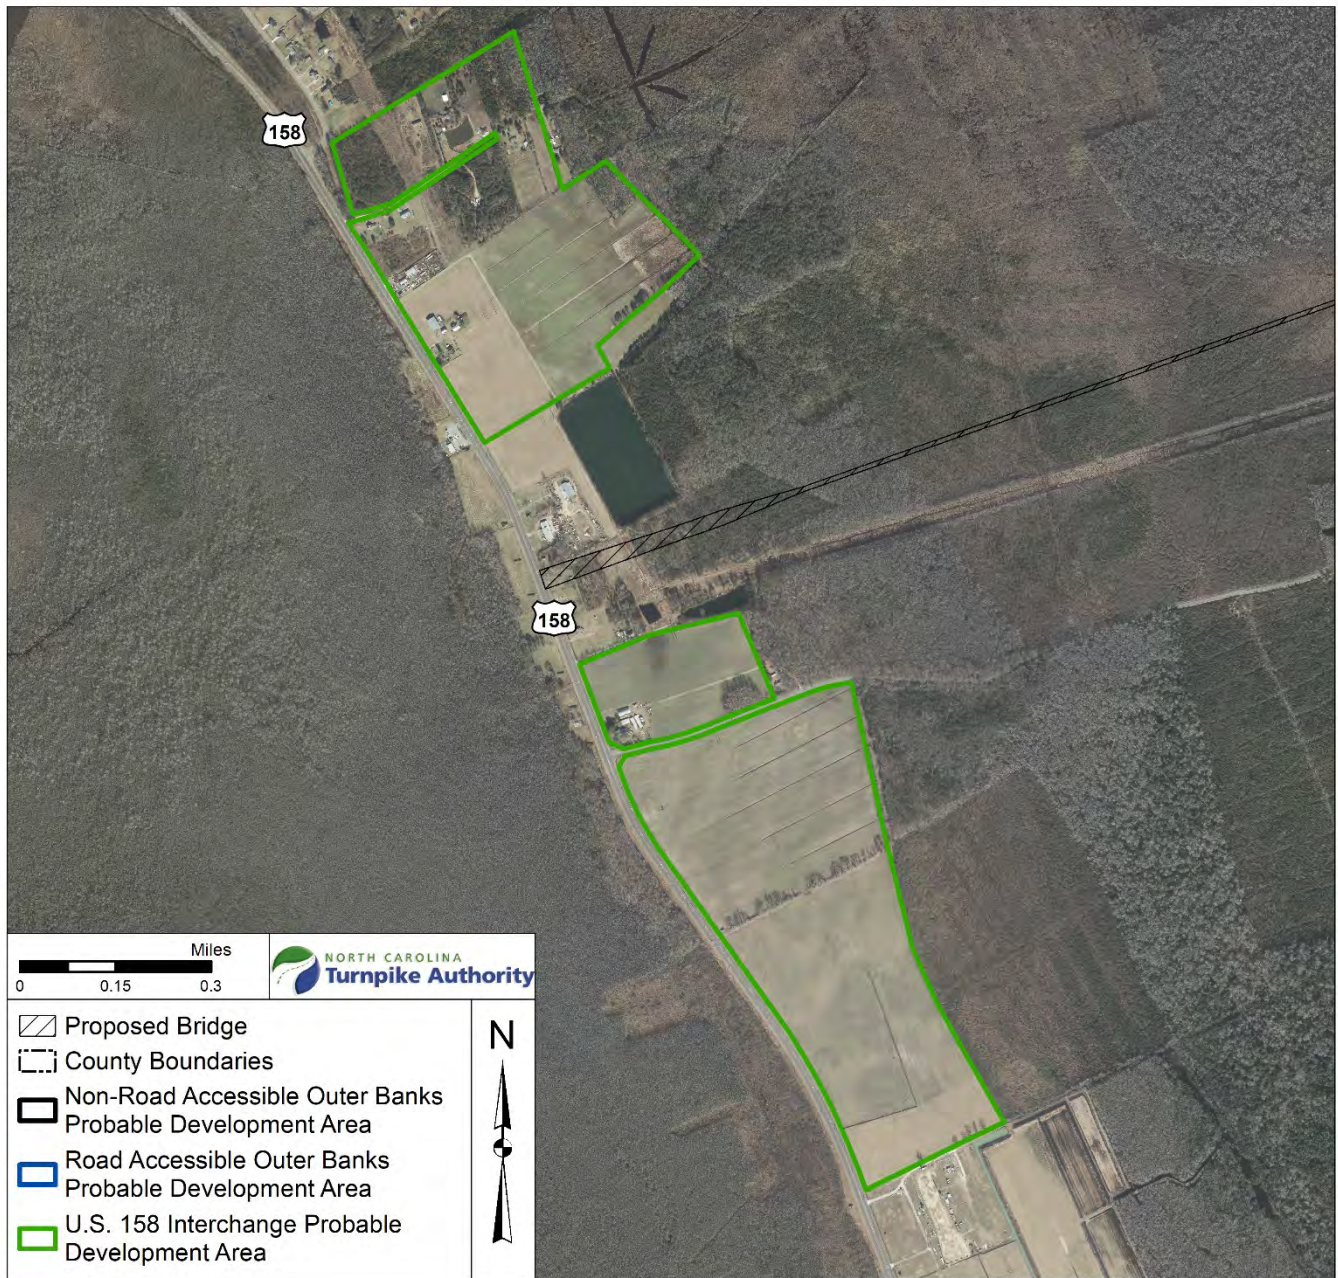 158
158
Miles
0 0.15 0.3
NORTH CAROLINA
Turnpike Authority
Proposed Bridge
County Boundaries
Non-Road Accessible Outer Banks
Probable Development Area
Road Accessible Outer Banks
Probable Development Area
U.S. 158 Interchange Probable
Development Area
N